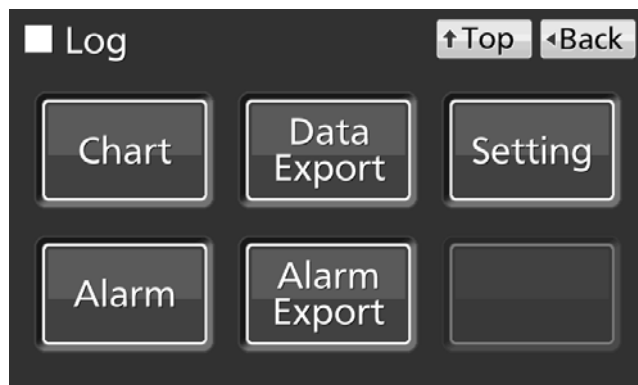 Log
↑Top
◂Back
Chart
Data
Export
Setting
Alarm
Alarm
Export